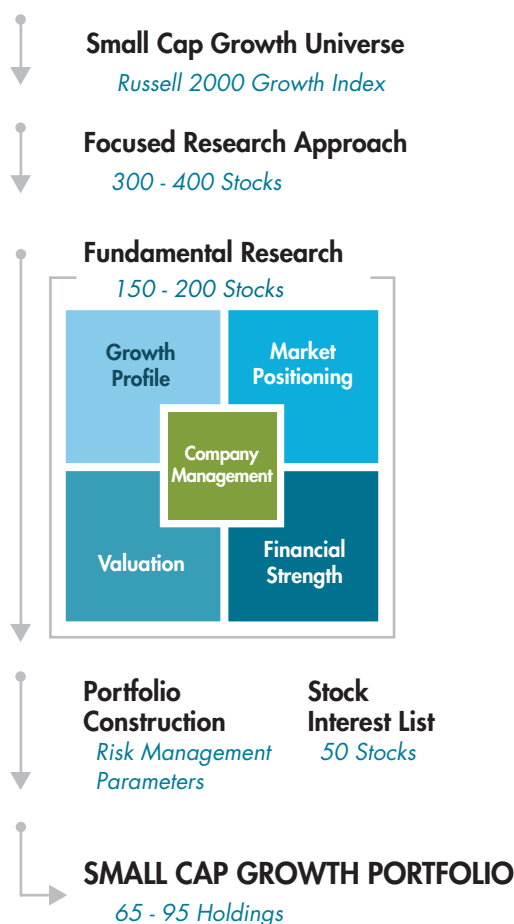 Small Cap Growth Universe
Russell 2000 Growth Index
Focused Research Approach
300 - 400 Stocks
Fundamental Research
150 - 200 Stocks
Growth
Profile
Market
Positioning
Company
Management
Valuation
Financial
Strength
Portfolio
Construction
Risk Management
Parameters
Stock
Interest List
50 Stocks
SMALL CAP GROWTH PORTFOLIO
65 - 95 Holdings